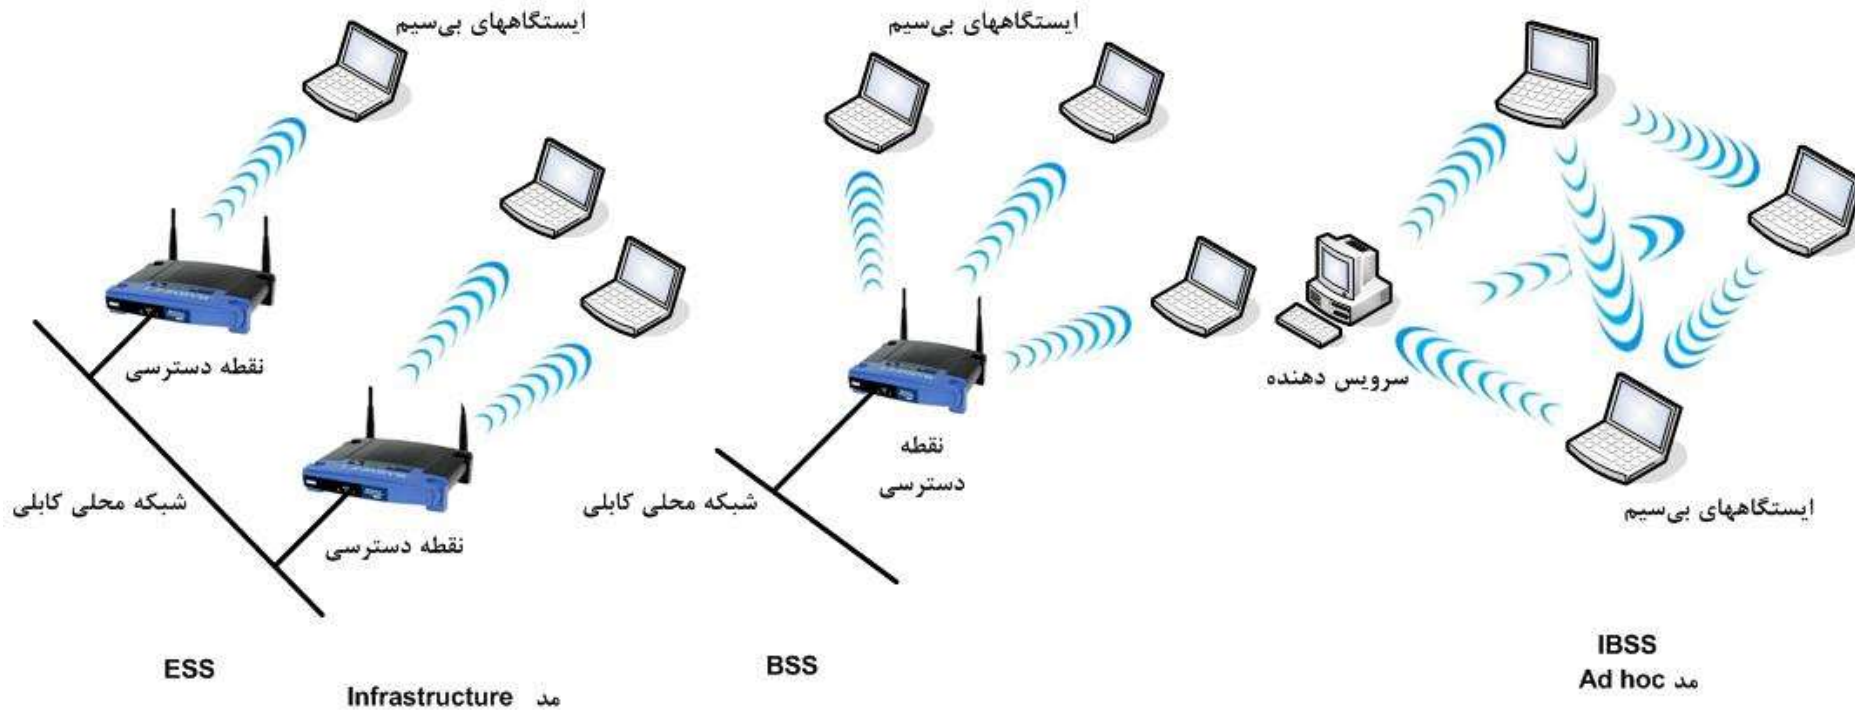 ایستگاههای بی‌سیم
ایستگاههای بی‌سیم
سرویس دهنده
نقطه دسترسی
نقطه
دسترسی
شبکه محلی کابلی
نقطه دسترسی
شبکه محلی کابلی
ایستگاههای بی‌سیم
ESS
BSS
IBSS
مد Ad hoc
مد Infrastructure